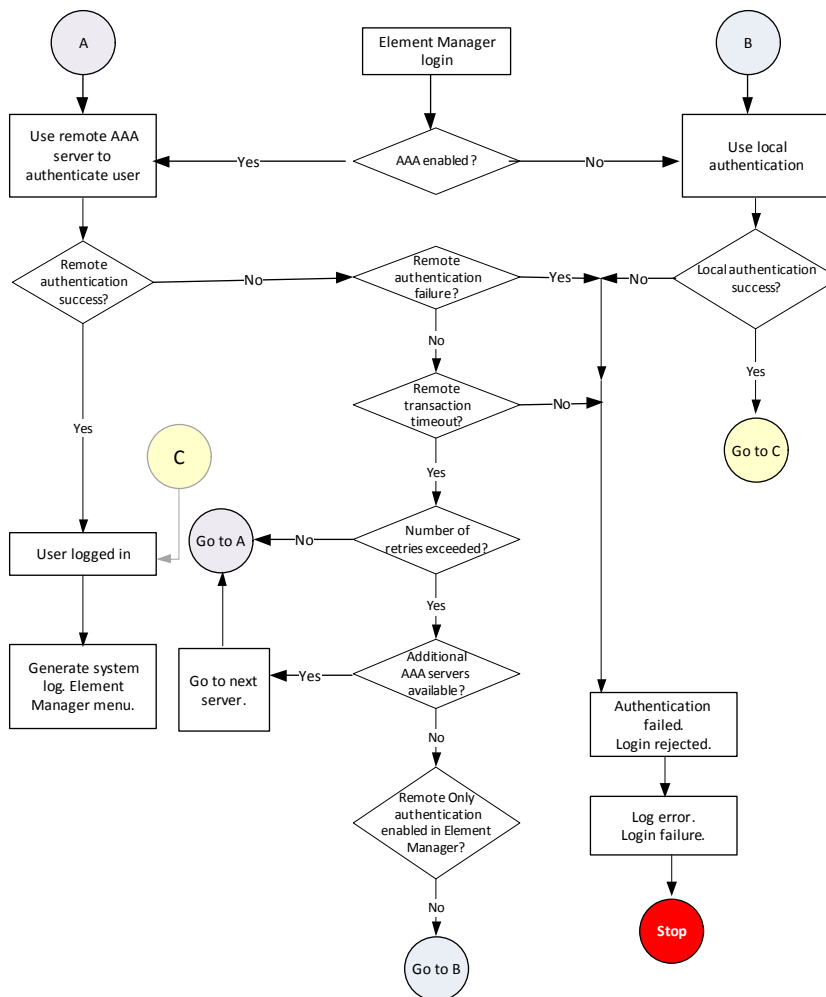 A
Element Manager
login
B
Use remote AAA
server to
authenticate user
Yes
AAA enabled?
No
Use local
authentication
Remote
authentication
success?
No
Remote
authentication
failure?
Yes
No
Local authentication
success?
No
Remote
transaction
timeout?
No
Yes
Yes
Yes
Go to C
C
User logged in
Go to A
No
Number of
retries exceeded?
Yes
Generate system
log. Element
Manager menu.
Go to next
server.
Yes
Additional
AAA servers
available?
Authentication
failed.
Login rejected.
No
Remote Only
authentication
enabled in Element
Manager?
Log error.
Login failure.
No
Stop
Go to B